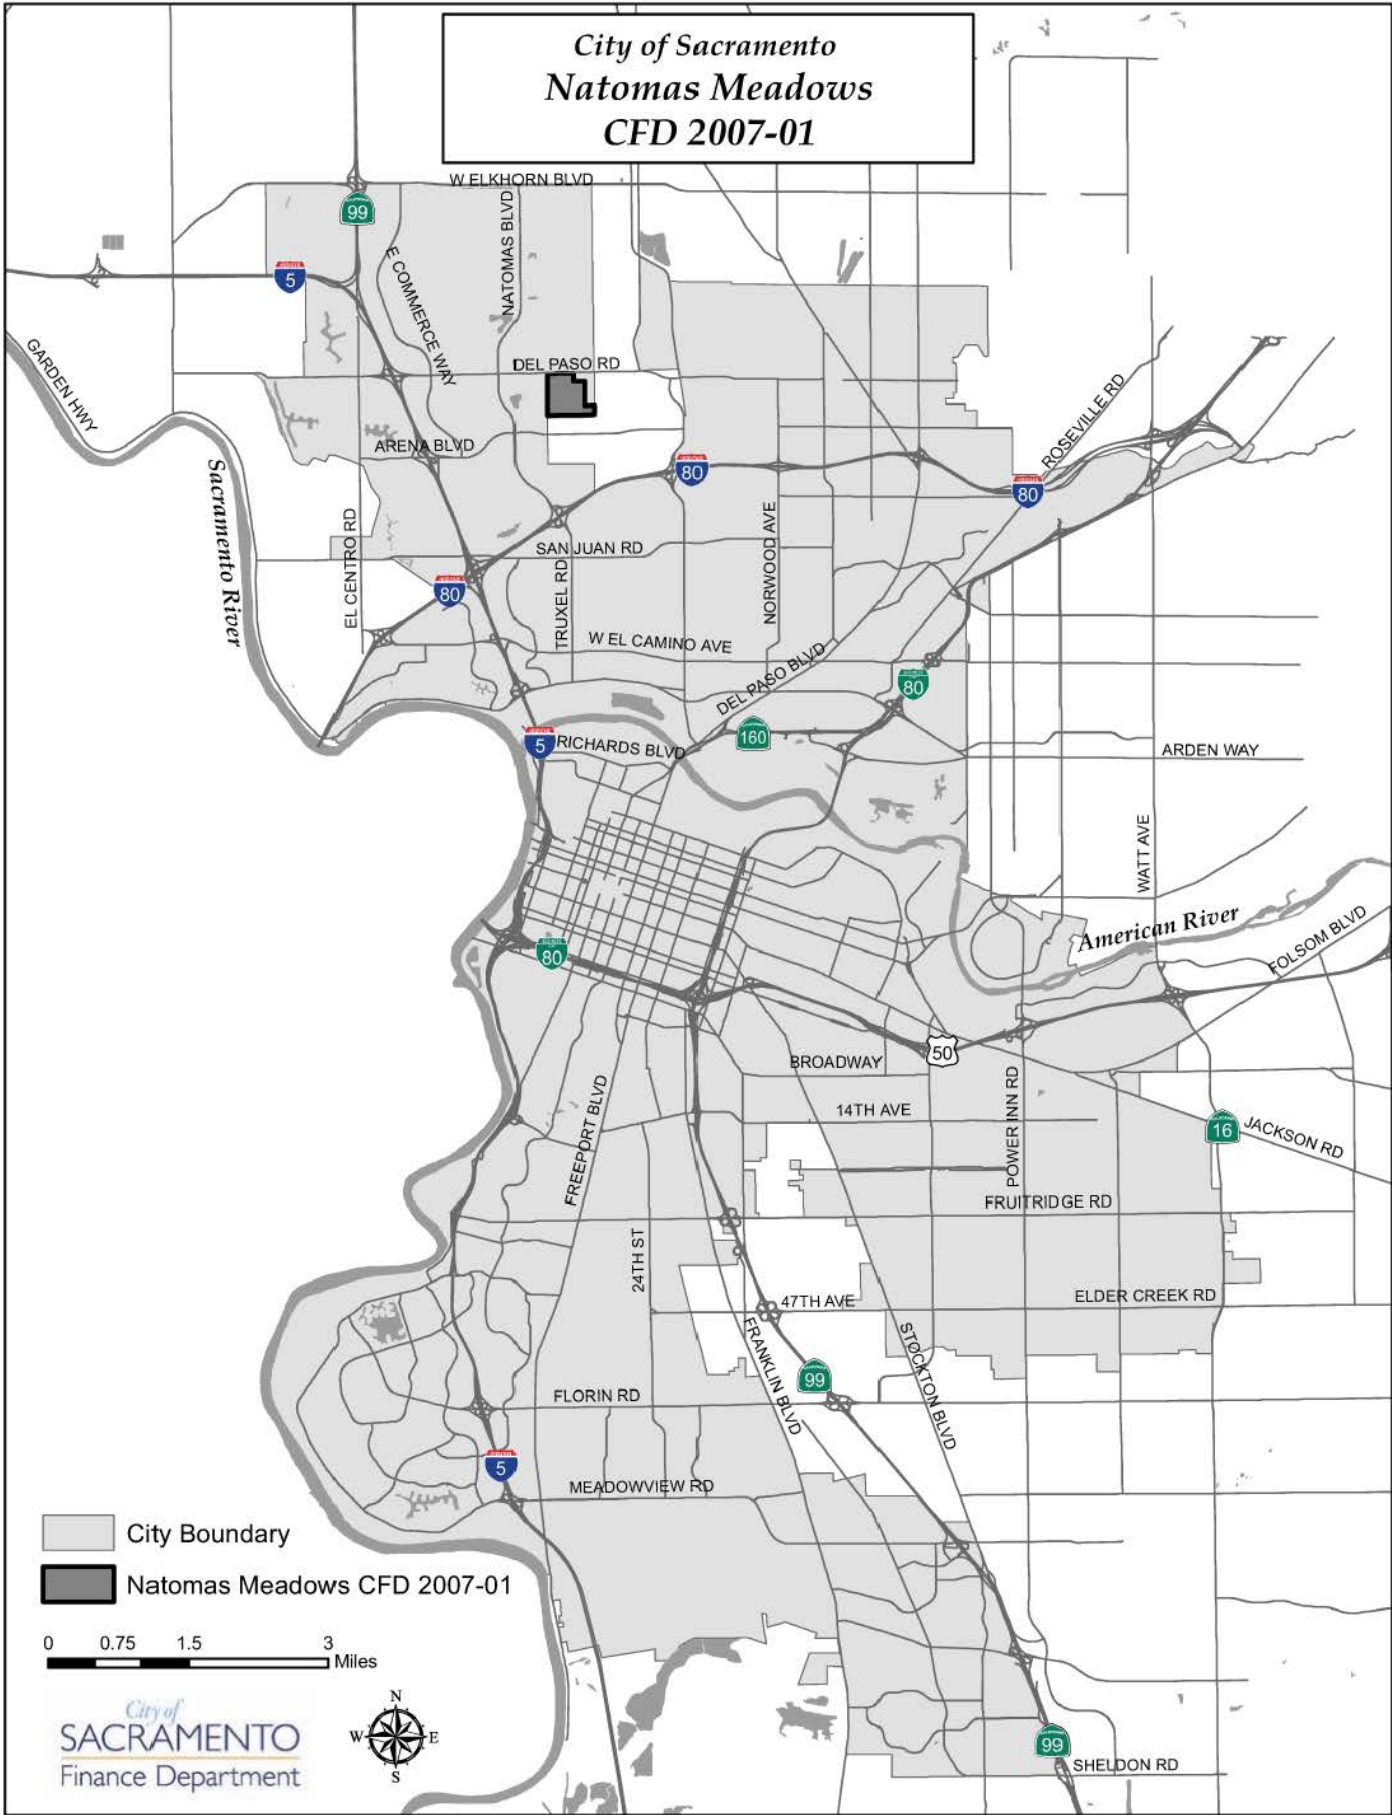 City of Sacramento
Natomas Meadows
CFD 2007-01
W ELKHORN BLVD
99
NATOMAS BLVD
5
E COMMERCE WAY
GARDEN HWY
DEL PASO RD
ROSEVILLE RD
ARENA BLVD
80
80
Sacramento River
EL CENTRO RD
SAN JUAN RD
TRUXEL RD
NORWOOD AVE
80
W EL CAMINO AVE
DEL PASO BLVD
80
160
5
RICHARDS BLVD
ARDEN WAY
WATT AVE
American River
FOLSOM BLVD
80
50
BROADWAY
POWER INN RD
14TH AVE
FREEPORT BLVD
16
JACKSON RD
FRUITRIDGE RD
24TH ST
47TH AVE
ELDER CREEK RD
FRANKLIN BLVD
STOCKTON BLVD
99
FLORIN RD
5
MEADOWVIEW RD
City Boundary
Natomas Meadows CFD 2007-01
0 0.75 1.5 3
Miles
City of
SACRAMENTO
Finance Department
N
W E
S
99
SHELDON RD